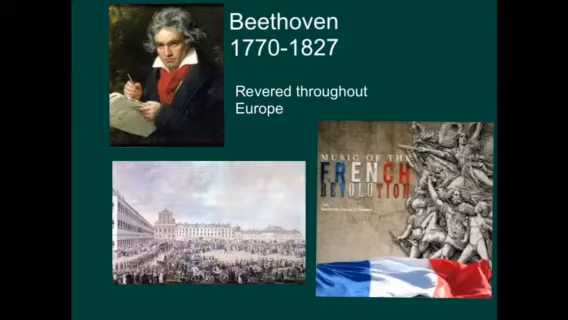 Beethoven
1770-1827
Revered throughout
Europe
MUSIC OF THE
FRENCH
REVOLUTION